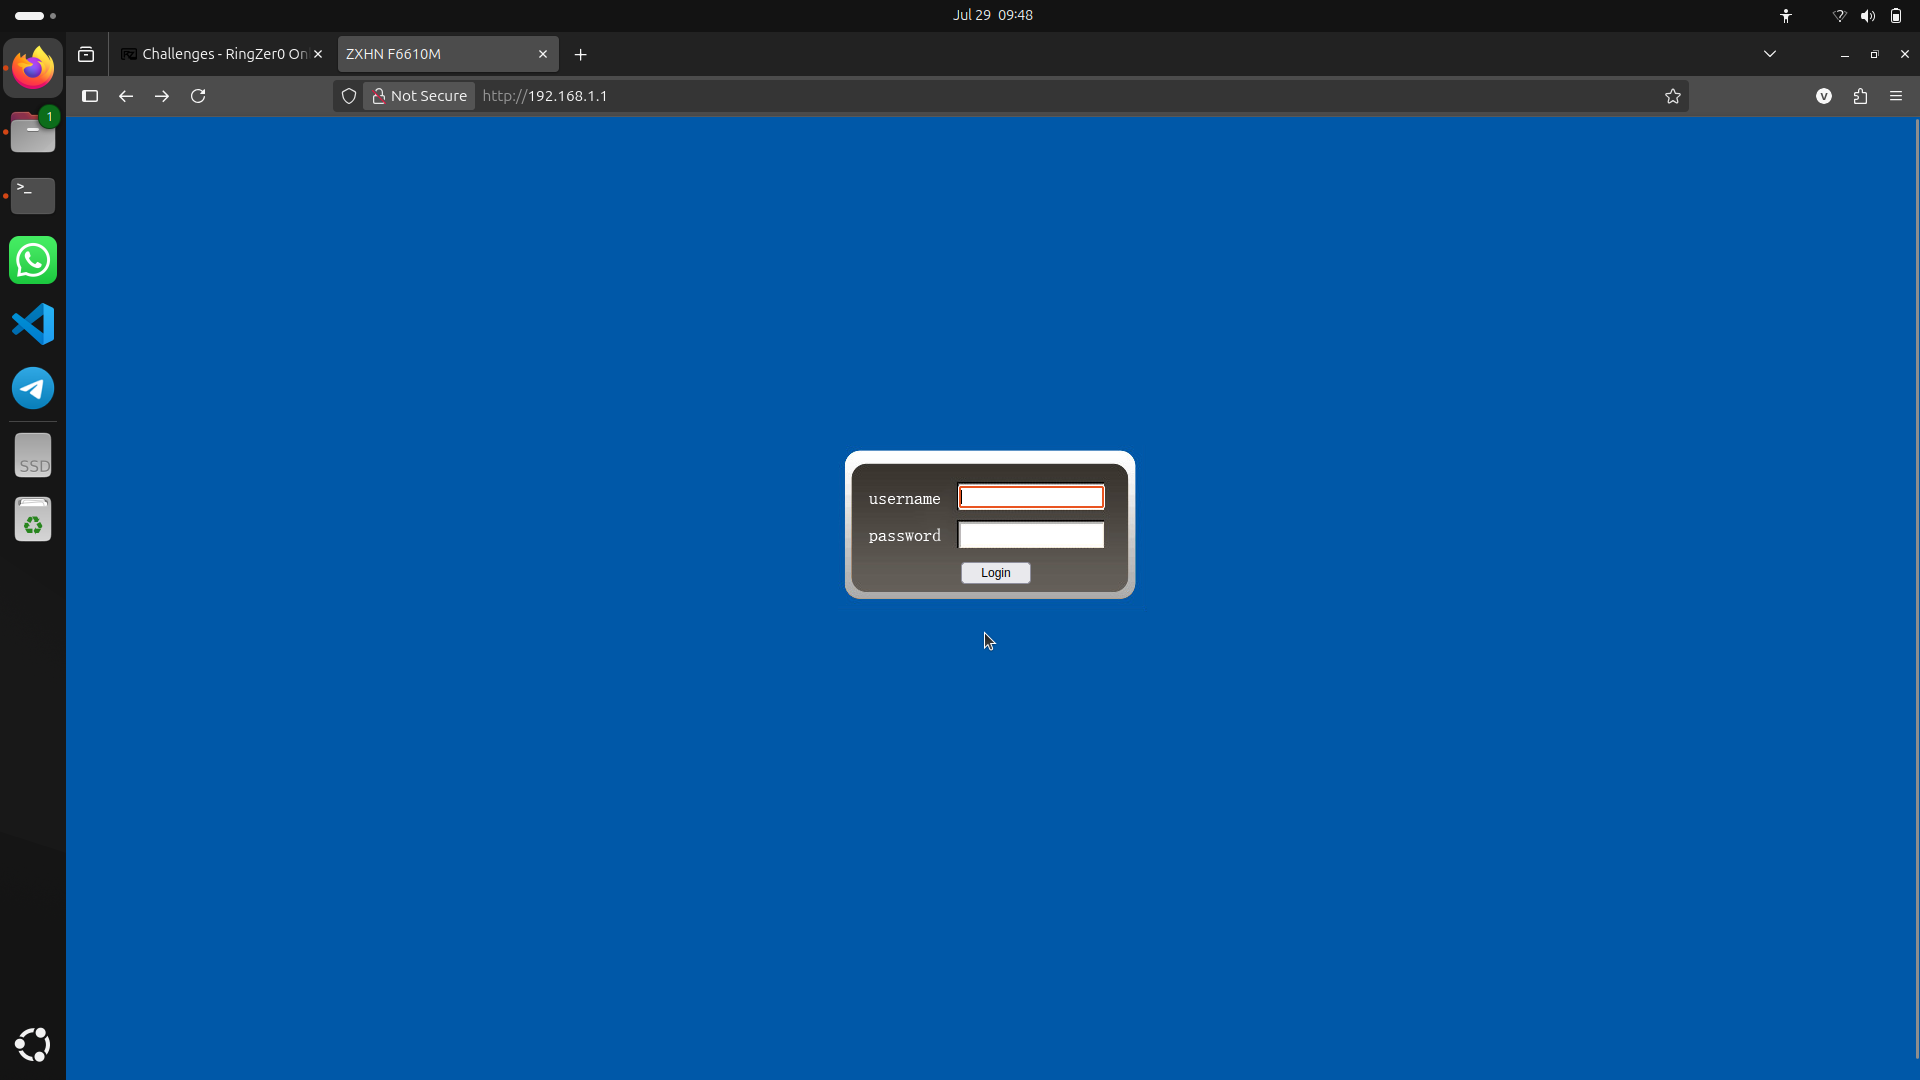 Jul 29 09:48
Challenges - RingZer0 On
ZXHN F6610M
Not Secure
http://192.168.1.1
V
1
>_
SSD
username
password
Login